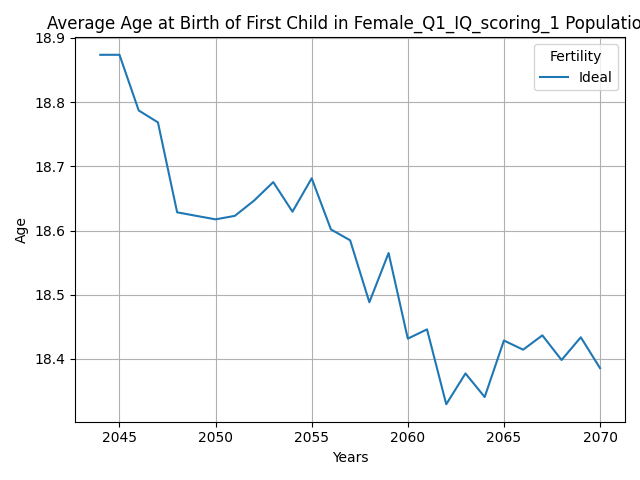 Average Age at Birth of First Child in Female_Q1_IQ_scoring_1 Populatio
18.9
18.8
18.7
18.6
18.5
18.4
Age
Fertility
Ideal
2045 2050 2055 2060 2065 2070
Years